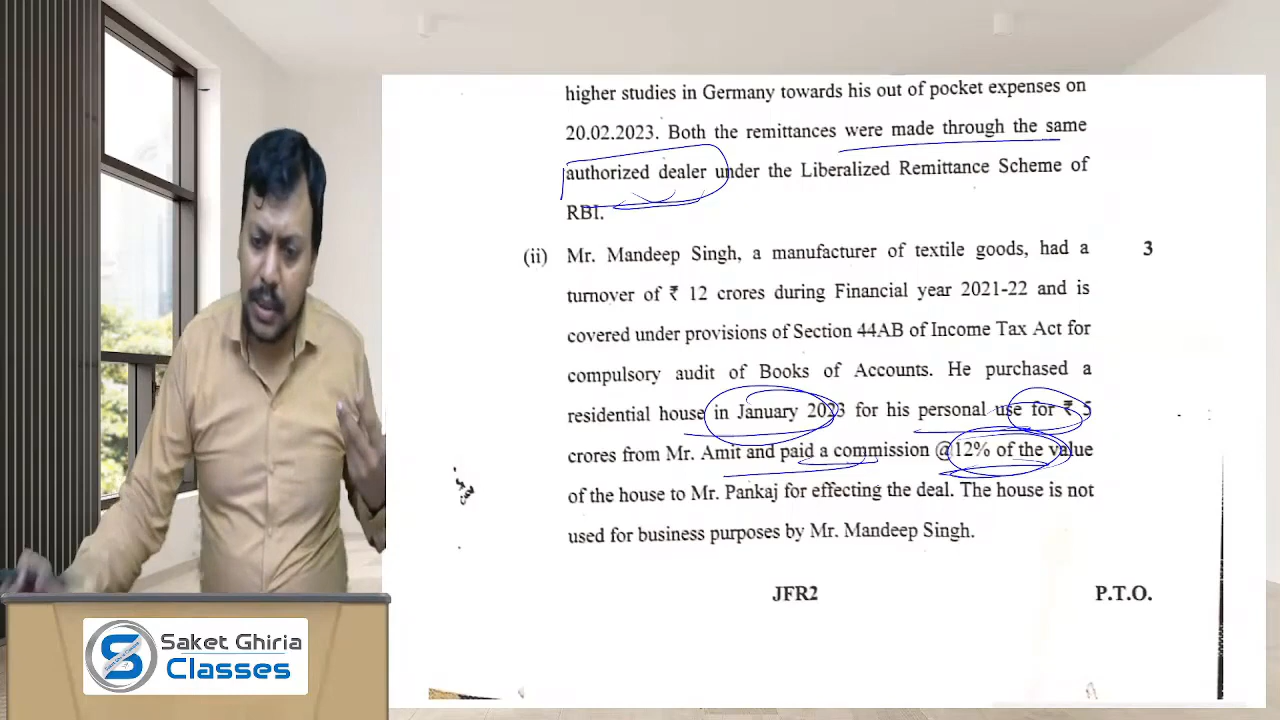 higher studies in Germany towards his out of pocket expenses on
20.02.2023. Both the remittances were made through the same
authorized dealer under the Liberalized Remittance Scheme of
RBI.
(ii) Mr. Mandeep Singh, a manufacturer of textile goods, had a 3
turnover of ₹ 12 crores during Financial year 2021-22 and is
covered under provisions of Section 44AB of Income Tax Act for
compulsory audit of Books of Accounts. He purchased a
residential house in January 2023 for his personal use for ₹ 5
crores from Mr. Amit and paid a commission @12% of the value
of the house to Mr. Pankaj for effecting the deal. The house is not
used for business purposes by Mr. Mandeep Singh.
JFR2 P.T.O.
Saket Ghiria
Classes